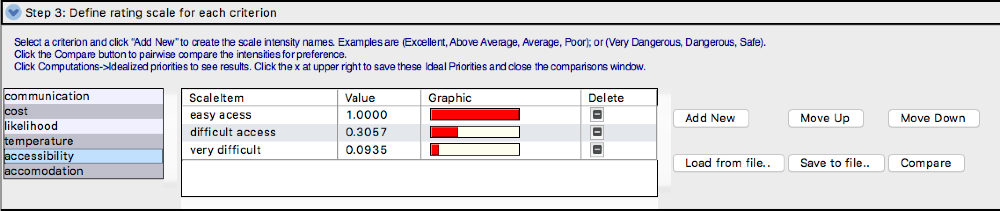 Step 3: Define rating scale for each criterion
Select a criterion and click “Add New” to create the scale intensity names. Examples are (Excellent, Above Average, Average, Poor); or (Very Dangerous, Dangerous, Safe).
Click the Compare button to pairwise compare the intensities for preference.
Click Computations->Idealized priorities to see results. Click the x at upper right to save these Ideal Priorities and close the comparisons window.
communication
cost
likelihood
temperature
accessibility
accomodation
ScaleItem Value Graphic Delete
easy acess 1.0000
difficult access 0.3057
very difficult 0.0935
Add New Move Up Move Down
Load from file.. Save to file.. Compare